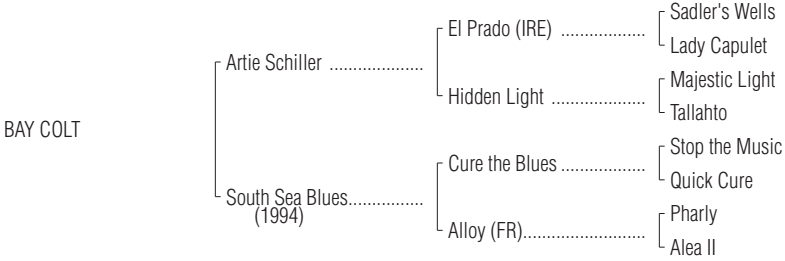 Sadler's Wells
El Prado (IRE) ...................
Lady Capulet
Artie Schiller .....................
Majestic Light
Hidden Light .....................
Tallahto
BAY COLT
Stop the Music
Cure the Blues ...................
Quick Cure
South Sea Blues.................
(1994)
Pharly
Alloy (FR)...........................
Alea II